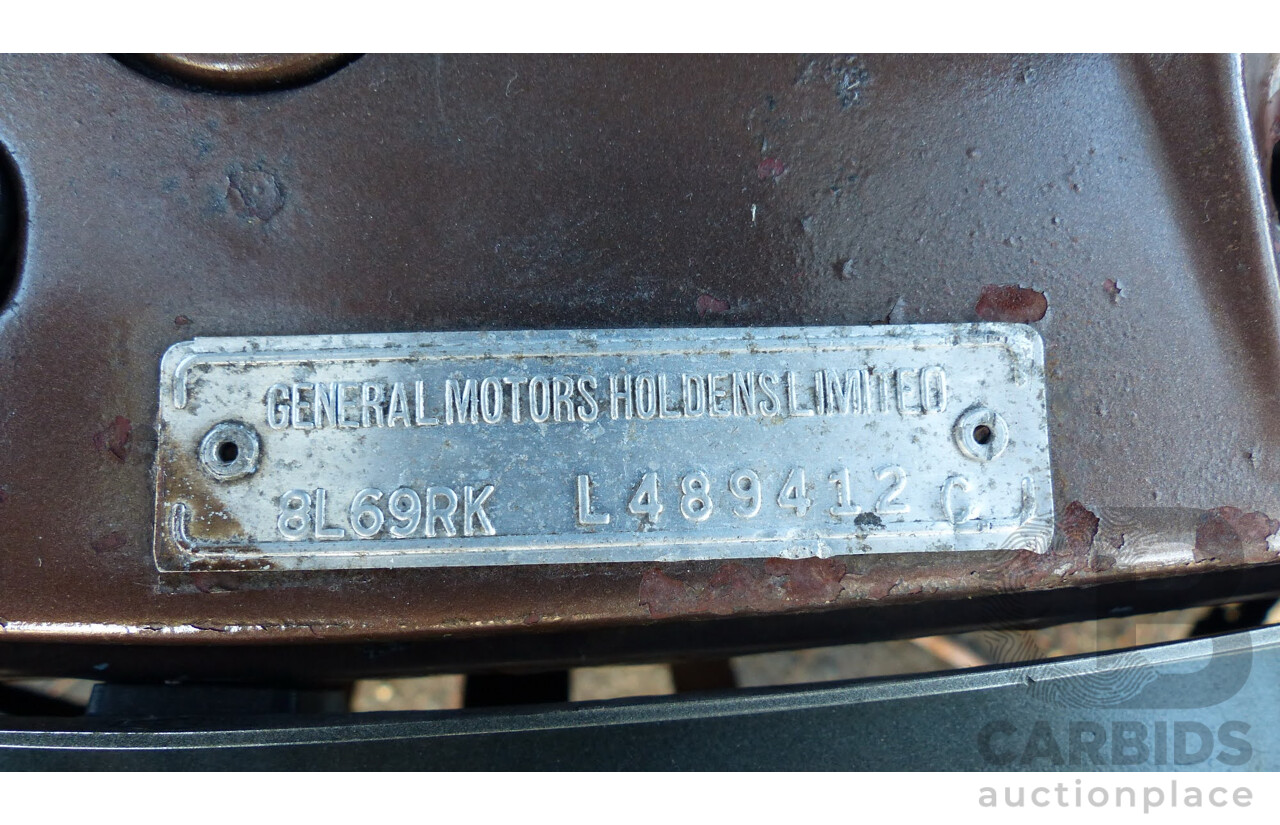 GENERAL MOTORS HOLDENS LIMITED
8L69RK L489412 C
CARBIDS
auctionplace